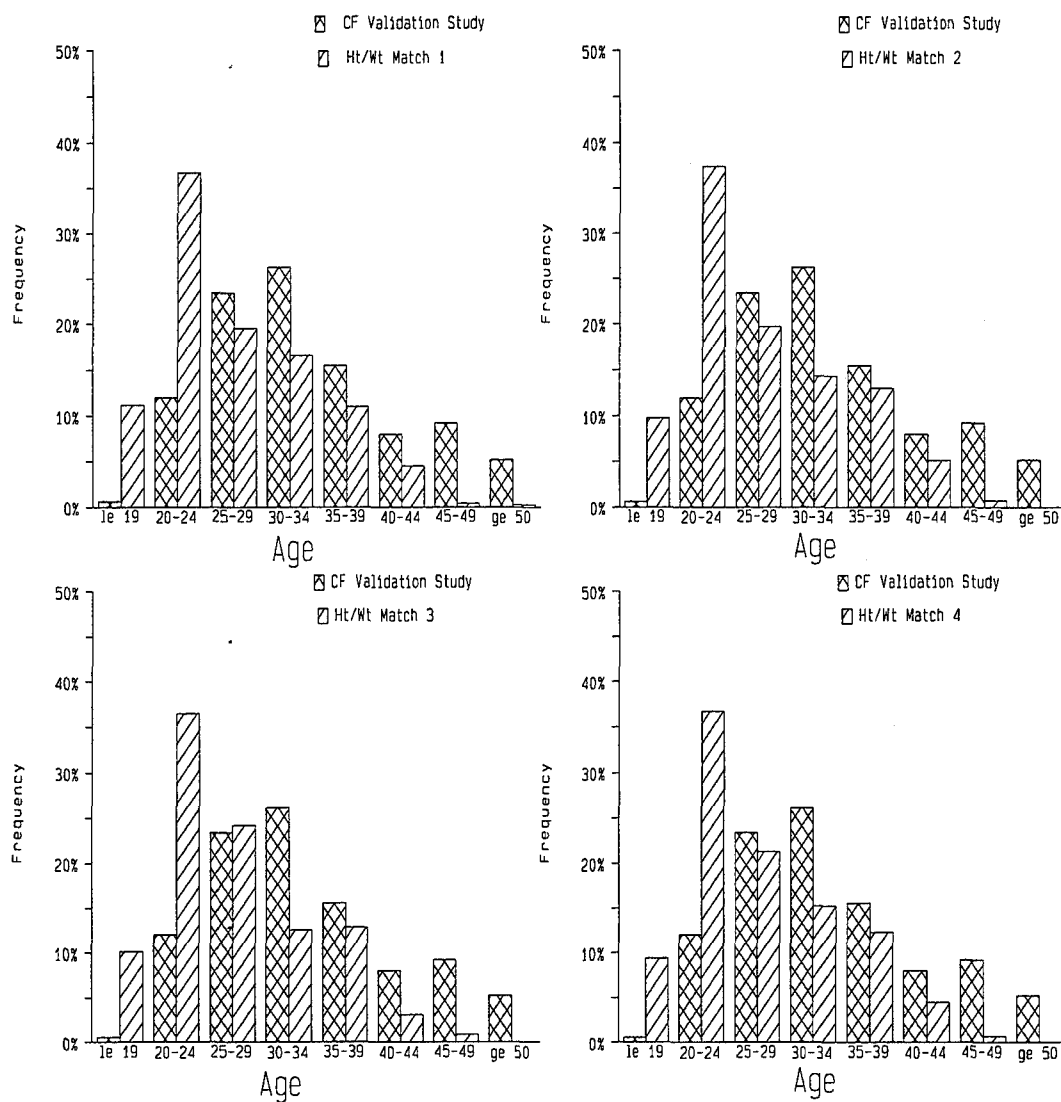 CF Validation Study
Ht/Wt Match 1
50%
40%
30%
20%
10%
0%
Frequency
le 19 20-24 25-29 30-34 35-39 40-44 45-49 ge 50
Age
CF Validation Study
Ht/Wt Match 2
50%
40%
30%
20%
10%
0%
Frequency
le 19 20-24 25-29 30-34 35-39 40-44 45-49 ge 50
Age
CF Validation Study
Ht/Wt Match 3
50%
40%
30%
20%
10%
0%
Frequency
le 19 20-24 25-29 30-34 35-39 40-44 45-49 ge 50
Age
CF Validation Study
Ht/Wt Match 4
50%
40%
30%
20%
10%
0%
Frequency
le 19 20-24 25-29 30-34 35-39 40-44 45-49 ge 50
Age